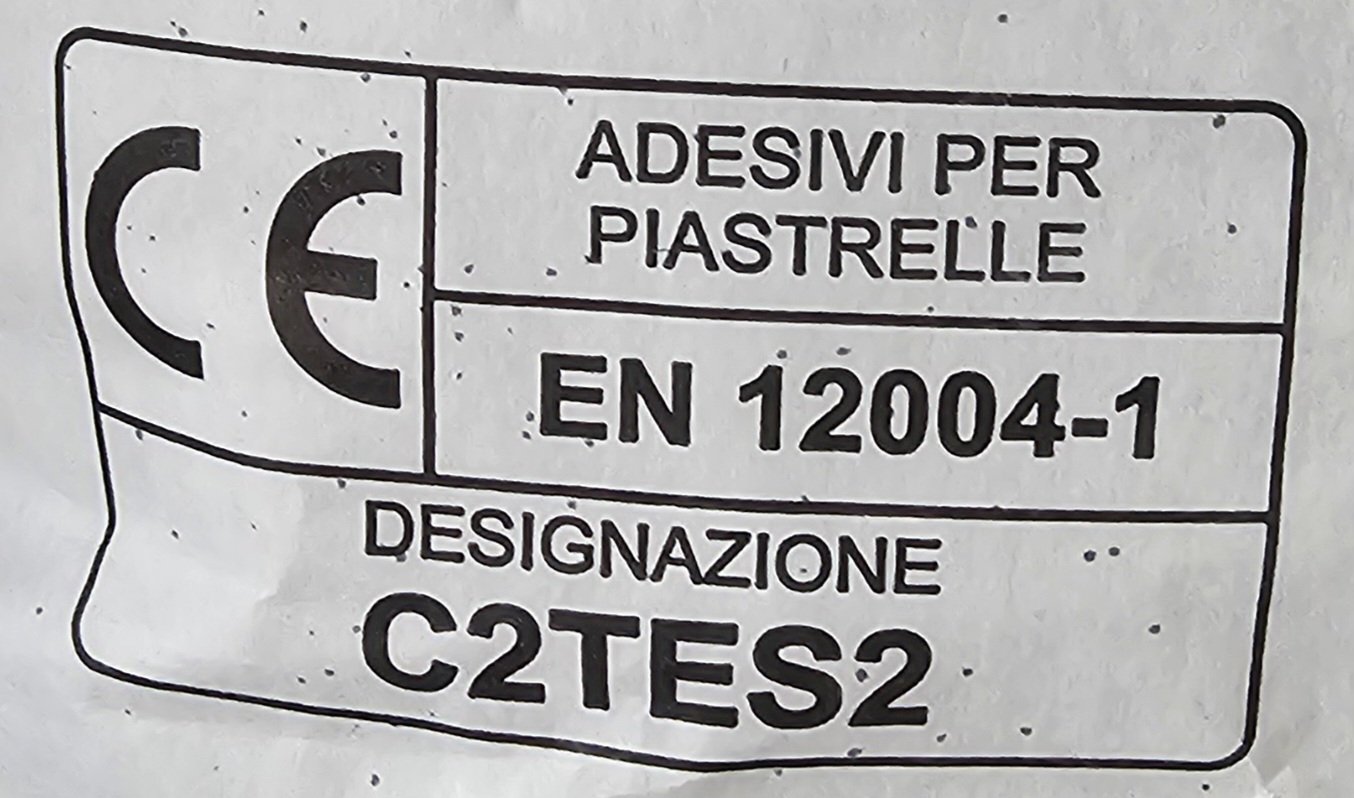 CE
ADESIVI PER
PIASTRELLE
EN 12004-1
DESIGNAZIONE
C2TES2